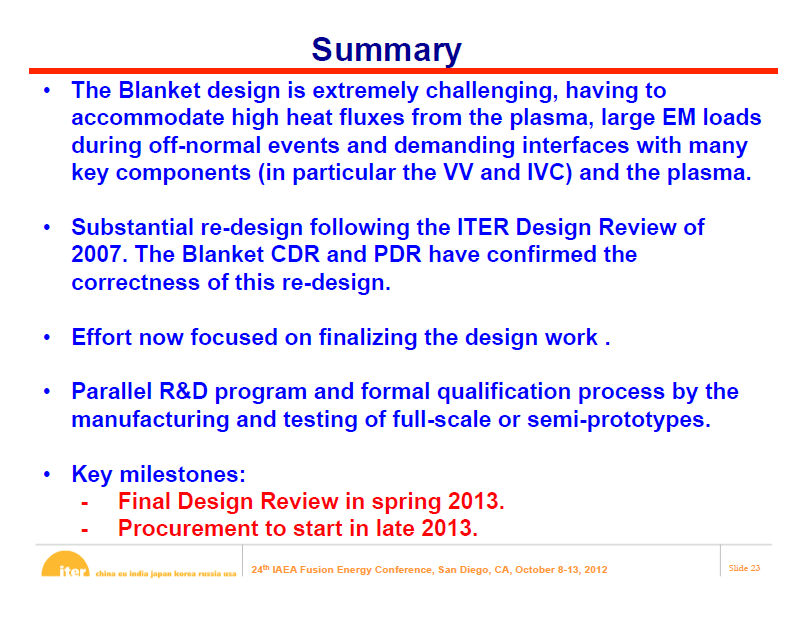 Summary
• The Blanket design is extremely challenging, having to
accommodate high heat fluxes from the plasma, large EM loads
during off-normal events and demanding interfaces with many
key components (in particular the VV and IVC) and the plasma.
• Substantial re-design following the ITER Design Review of
2007. The Blanket CDR and PDR have confirmed the
correctness of this re-design.
• Effort now focused on finalizing the design work .
• Parallel R&D program and formal qualification process by the
manufacturing and testing of full-scale or semi-prototypes.
• Key milestones:
- Final Design Review in spring 2013.
- Procurement to start in late 2013.
iter china eu india japan korea russia usa
24th IAEA Fusion Energy Conference, San Diego, CA, October 8-13, 2012
Slide 23